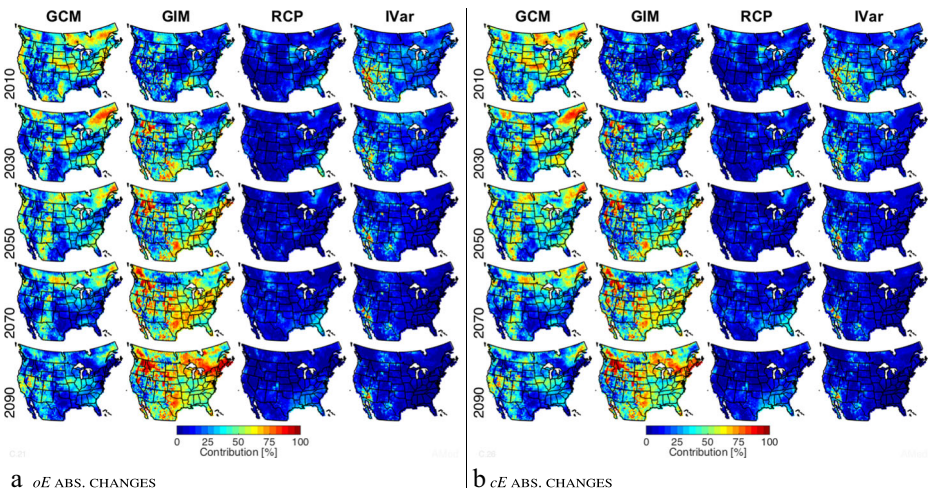 GCM GIM RCP IVar
2010
2030
2050
2070
2090
0 25 50 75 100
Contribution [%]
C:31
a oE ABS. CHANGES
GCM GIM RCP IVar
2010
2030
2050
2070
2090
0 25 50 75 100
Contribution [%]
b cE ABS. CHANGES